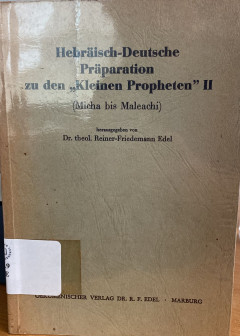 Hebräisch-Deutsche
Präparation
zu den „Kleinen Propheten” II
(Micha bis Maleachi)
herausgegeben von
Dr. theol. Reiner-Friedemann Edel
OEKUMENISCHER VERLAG DR. R. F. EDEL · MARBURG